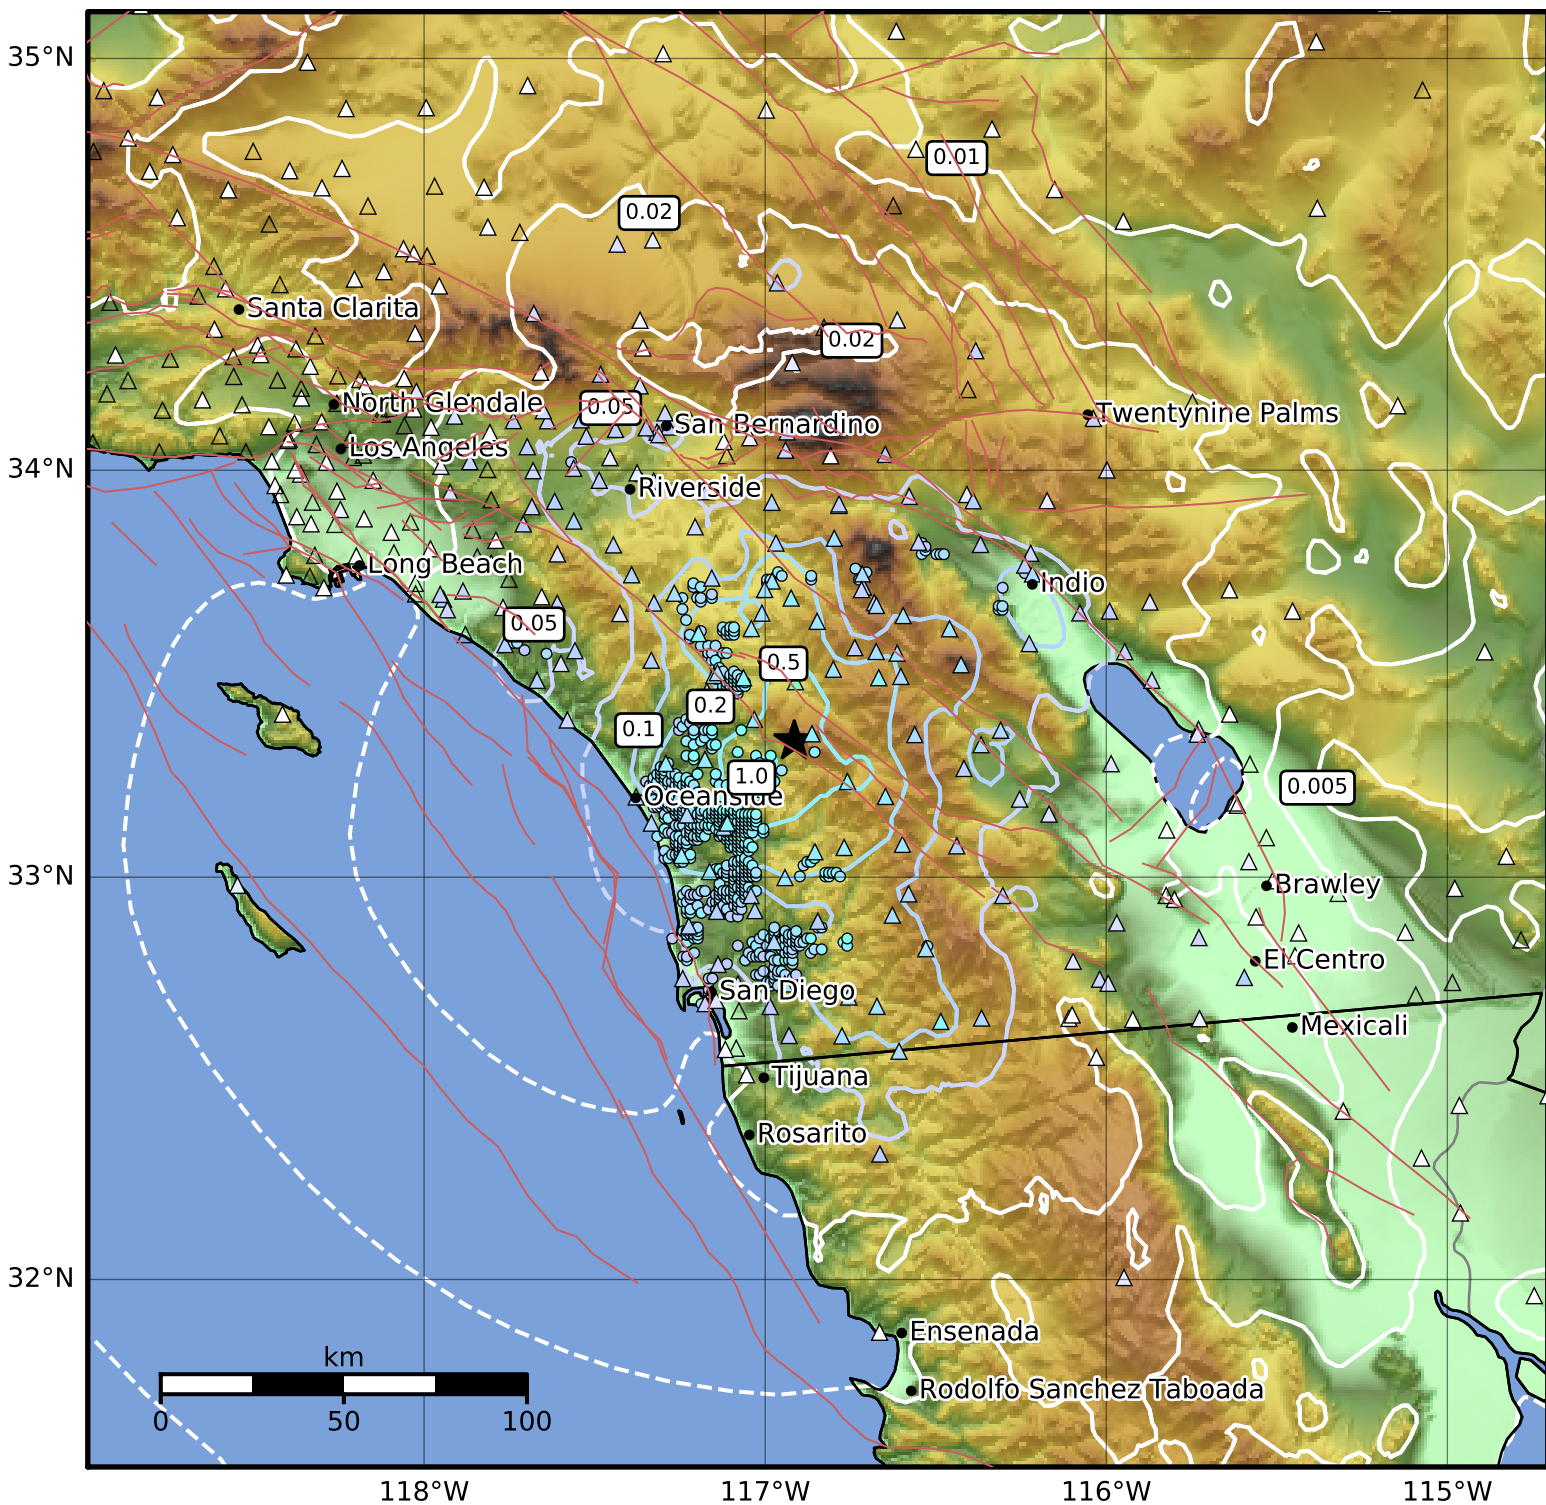 35°N
0.01
0.02
Santa Clarita
0.02
North Glendale
0.05
San Bernardino
Twentynine Palms
Los Angeles
34°N
Riverside
Long Beach
Indio
0.05
0.5
0.2
0.1
1.0
0.005
Oceanside
33°N
Brawley
El Centro
San Diego
Mexicali
Tijuana
Rosarito
32°N
Ensenada
km
Rodolfo Sanchez Taboada
0 50 100
118°W 117°W 116°W 115°W